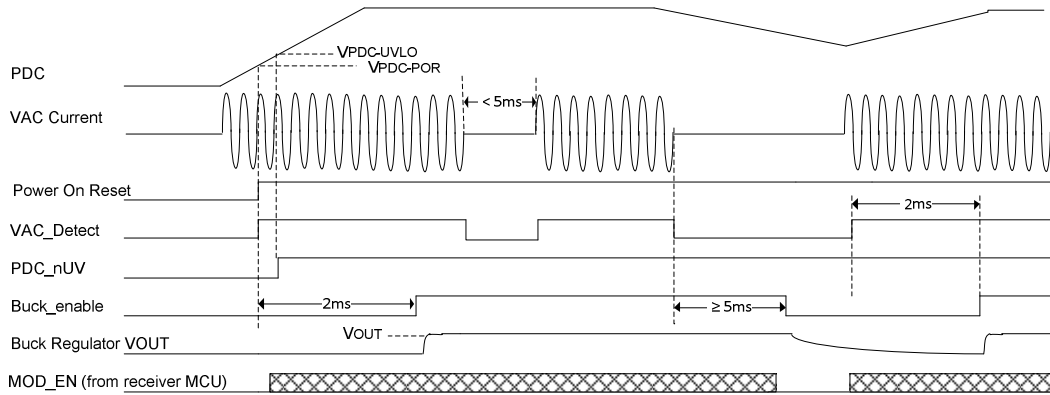 VPDC-UVLO
VPDC-POR
PDC
< 5ms
VAC Current
Power On Reset
2ms
VAC_Detect
PDC_nUV
Buck_enable
2ms
≥ 5ms
VOUT
Buck Regulator VOUT
MOD_EN (from receiver MCU)